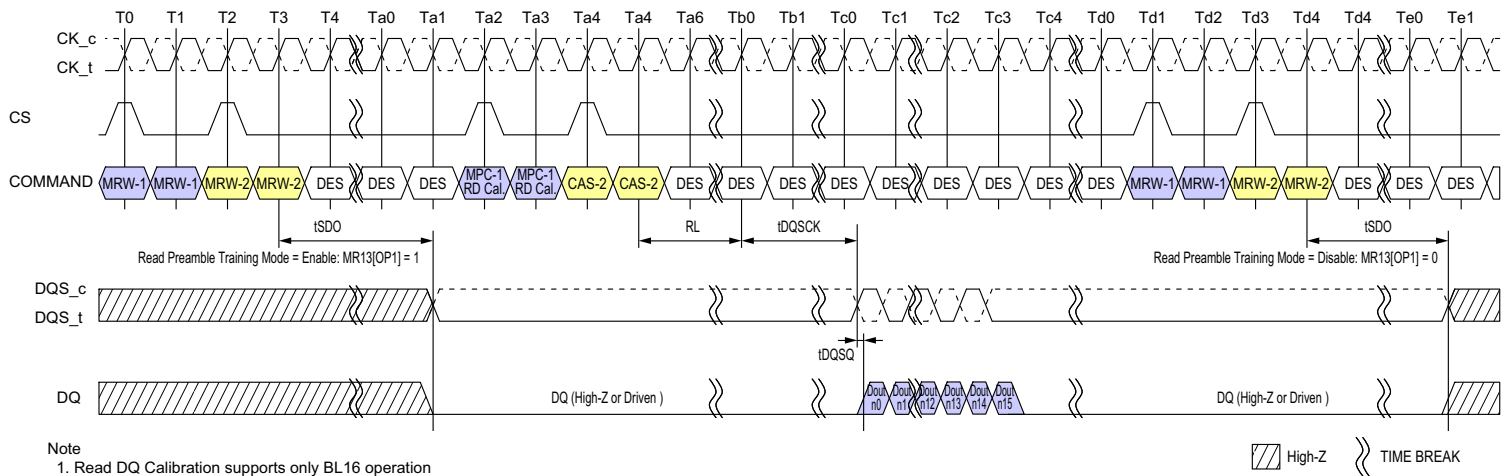 T0 T1 T2 T3 T4 Ta0 Ta1 Ta2 Ta3 Ta4 Ta4 Ta6 Tb0 Tb1 Tc0 Tc1 Tc2 Tc3 Tc4 Td0 Td1 Td2 Td3 Td4 Td4 Te0 Te1
CK_c
CK_t
CS
COMMAND MRW-1 MRW-1 MRW-2 MRW-2 DES DES DES MPC-1 RD Cal. MPC-1 RD Cal. CAS-2 CAS-2 DES DES DES DES DES DES DES DES DES MRW-1 MRW-1 MRW-2 MRW-2 DES DES DES
tSDO RL tDQSCK tSDO
Read Preamble Training Mode = Enable: MR13[OP1] = 1 Read Preamble Training Mode = Disable: MR13[OP1] = 0
DQS_c
DQS_t
tDQSQ
DQ DQ (High-Z or Driven ) Dout n0 Dout n1 Dout n12 Dout n13 Dout n14 Dout n15 DQ (High-Z or Driven )
Note
1. Read DQ Calibration supports only BL16 operation
High-Z TIME BREAK